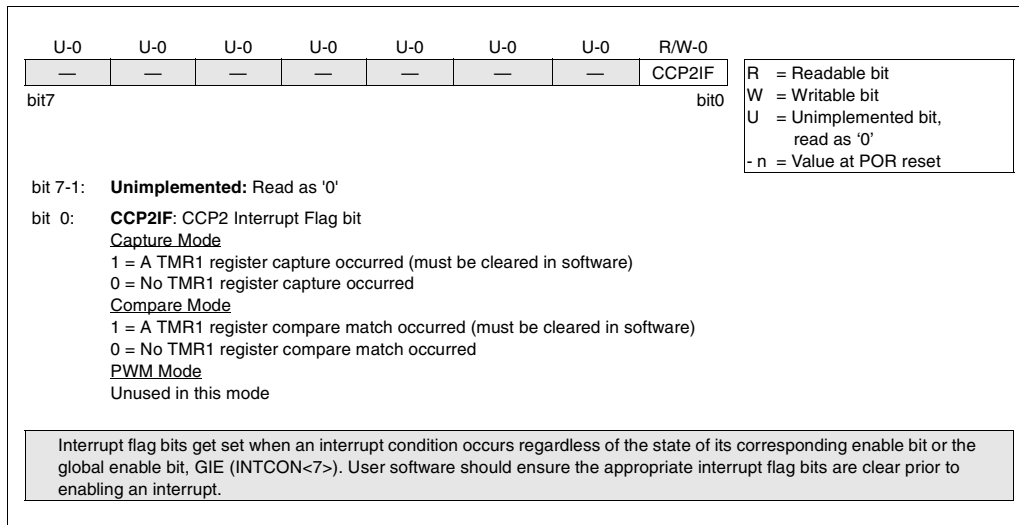 U-0 U-0 U-0 U-0 U-0 U-0 U-0 R/W-0
— — — — — — — CCP2IF
bit7 bit0
R = Readable bit
W = Writable bit
U = Unimplemented bit,
read as ‘0’
- n = Value at POR reset
bit 7-1: Unimplemented: Read as '0'
bit 0: CCP2IF: CCP2 Interrupt Flag bit
Capture Mode
1 = A TMR1 register capture occurred (must be cleared in software)
0 = No TMR1 register capture occurred
Compare Mode
1 = A TMR1 register compare match occurred (must be cleared in software)
0 = No TMR1 register compare match occurred
PWM Mode
Unused in this mode
Interrupt flag bits get set when an interrupt condition occurs regardless of the state of its corresponding enable bit or the
global enable bit, GIE (INTCON<7>). User software should ensure the appropriate interrupt flag bits are clear prior to
enabling an interrupt.